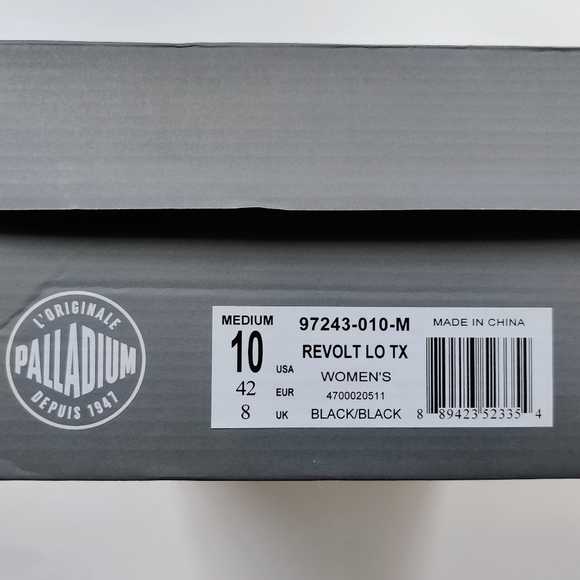 L'ORIGINALE
PALLADIUM
DEPUIS 1947
MEDIUM
10 USA
42 EUR
8 UK
97243-010-M
REVOLT LO TX
WOMEN'S
4700020511
BLACK/BLACK
MADE IN CHINA
8 89423 52335 4